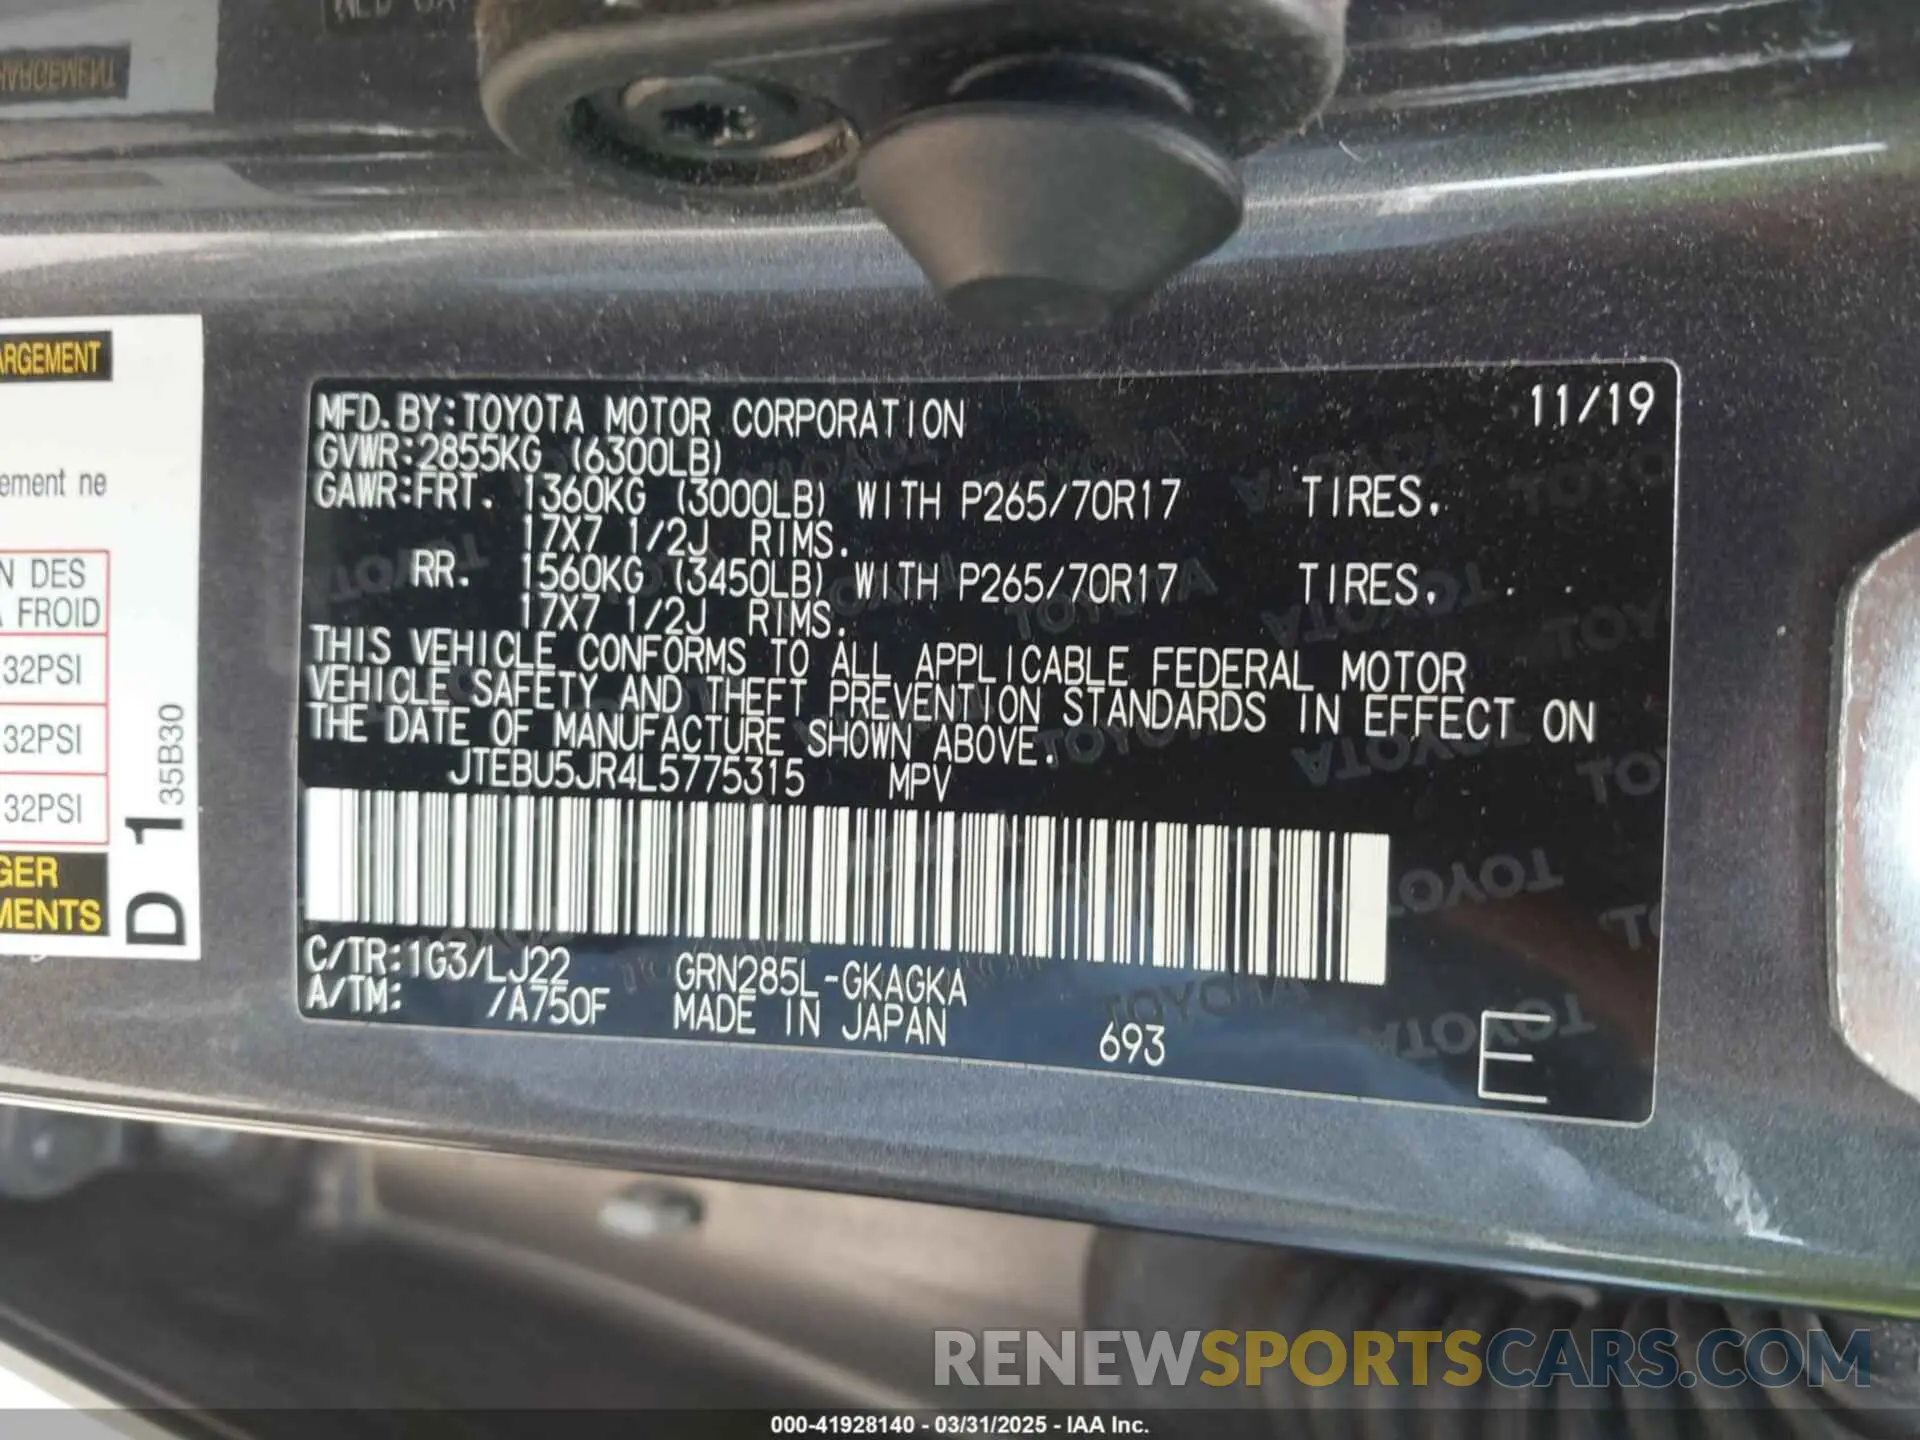 ARGEMENT
ement ne
N DES
A FROID
32PSI
32PSI
32PSI
GER
MENTS
D 1
35B30
MFD.BY:TOYOTA MOTOR CORPORATION 11/19
GVWR:2855KG (6300LB)
GAWR:FRT. 1360KG (3000LB) WITH P265/70R17 TIRES.
17X7 1/2J RIMS.
RR. 1560KG (3450LB) WITH P265/70R17 TIRES.
17X7 1/2J RIMS.
THIS VEHICLE CONFORMS TO ALL APPLICABLE FEDERAL MOTOR
VEHICLE SAFETY AND THEFT PREVENTION STANDARDS IN EFFECT ON
THE DATE OF MANUFACTURE SHOWN ABOVE.
JTEBU5JR4L5775315 MPV
C/TR:1G3/LJ22 GRN285L-GKAGKA
A/TM: /A750F MADE IN JAPAN 693 E
RENEWSPORTSCARS.COM
000-41928140 - 03/31/2025 - IAA Inc.